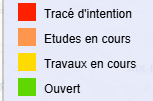 Tracé d'intention
Etudes en cours
Travaux en cours
Ouvert